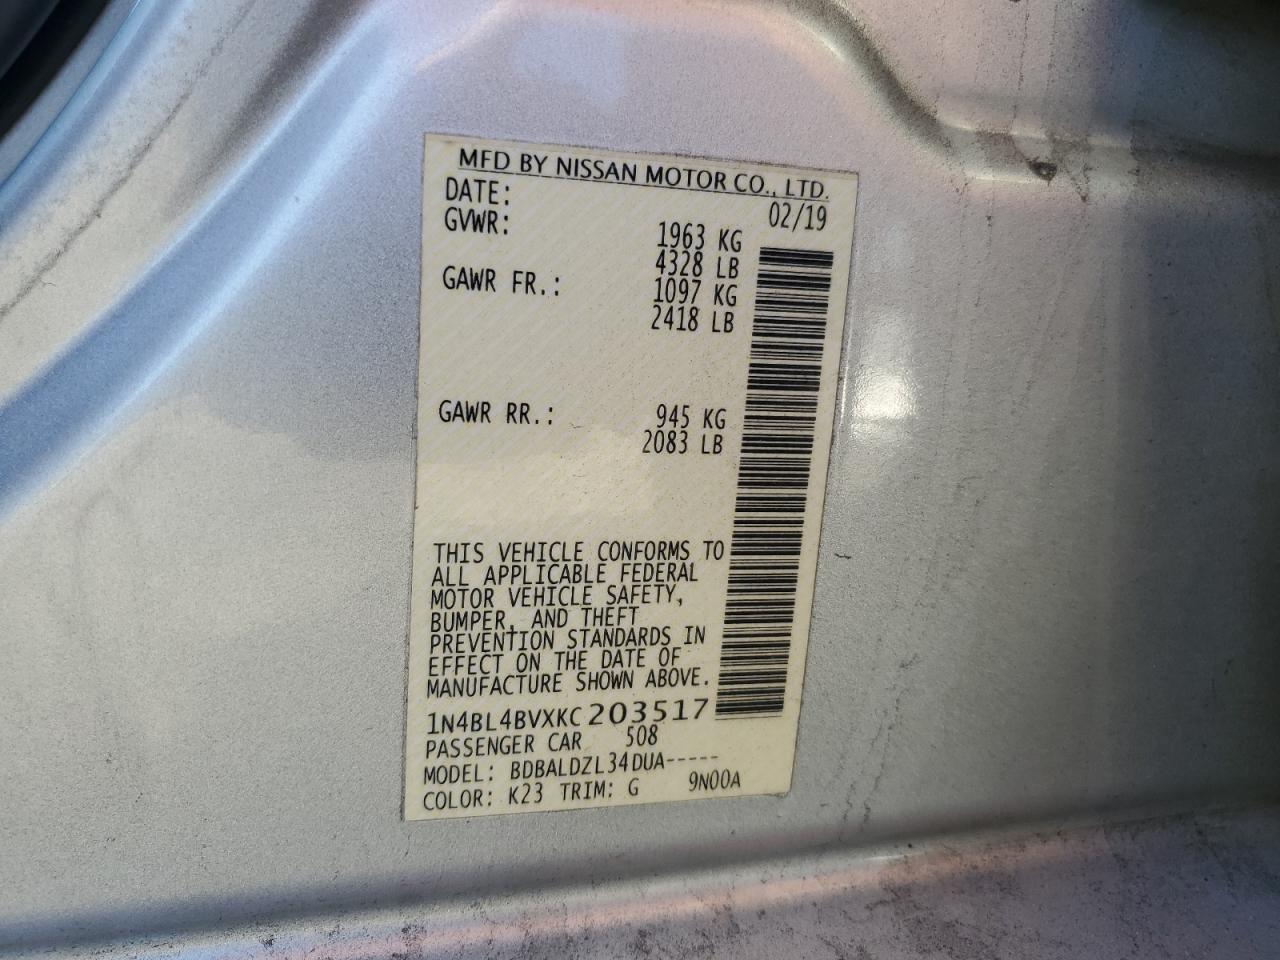 MFD BY NISSAN MOTOR CO., LTD.
DATE: 02/19
GVWR: 1963 KG
4328 LB
GAWR FR.: 1097 KG
2418 LB
GAWR RR.: 945 KG
2083 LB
THIS VEHICLE CONFORMS TO
ALL APPLICABLE FEDERAL
MOTOR VEHICLE SAFETY,
BUMPER, AND THEFT
PREVENTION STANDARDS IN
EFFECT ON THE DATE OF
MANUFACTURE SHOWN ABOVE.
1N4BL4BVXKC203517
PASSENGER CAR 508
MODEL: BDBALDZL34DUA-----
COLOR: K23 TRIM: G 9N00A